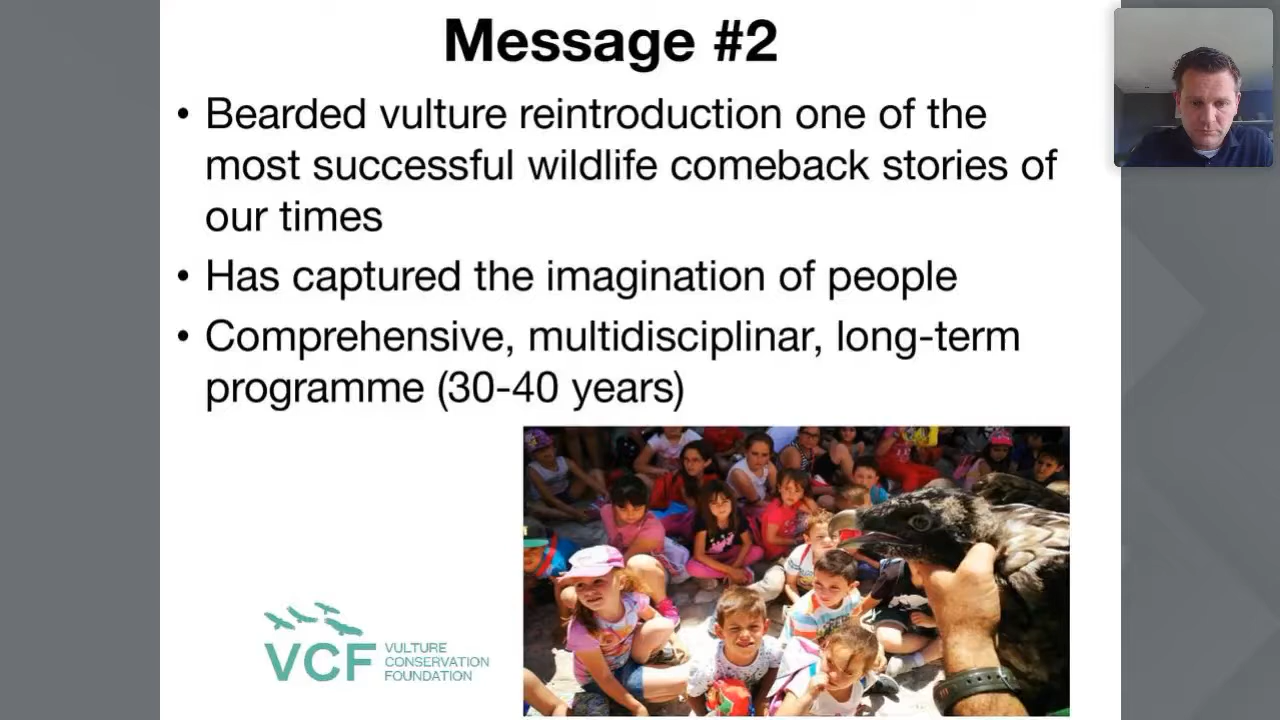 Message #2
• Bearded vulture reintroduction one of the
most successful wildlife comeback stories of
our times
• Has captured the imagination of people
• Comprehensive, multidisciplinar, long-term
programme (30-40 years)
VCF
VULTURE
CONSERVATION
FOUNDATION